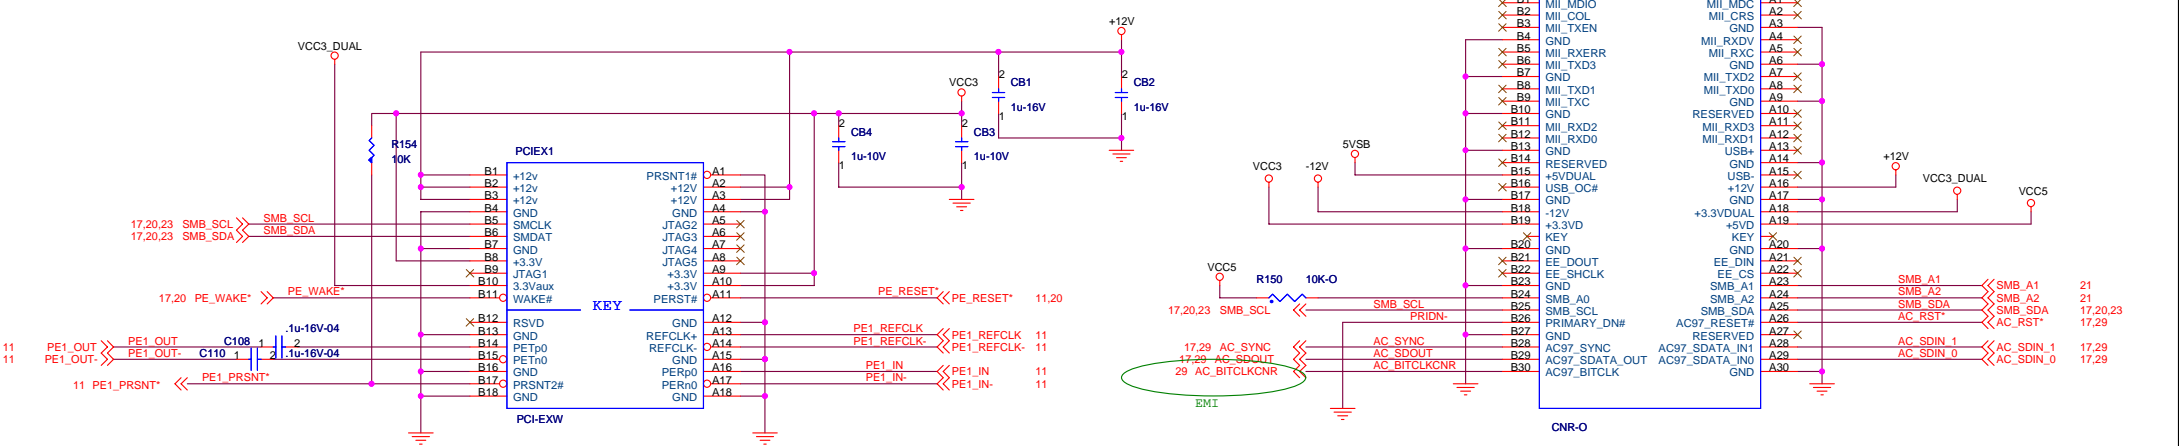 +12V
VCC3_DUAL
VCC3
2 CB1
1u-16V
1
2 CB2
1u-16V
1
R154
10K
2 CB4
1u-10V
1
2 CB3
1u-10V
1
PCIEX1
B1 +12v PRSNT1# A1
B2 +12v +12V A2
B3 +12v +12V A3
B4 GND GND A4
17,20,23 SMB_SCL SMB_SCL B5 SMCLK JTAG2 A5
17,20,23 SMB_SDA SMB_SDA B6 SMDAT JTAG3 A6
B7 GND JTAG4 A7
B8 +3.3V JTAG5 A8
B9 JTAG1 +3.3V A9
B10 3.3Vaux +3.3V A10
17,20 PE_WAKE* PE_WAKE* B11 WAKE# PERST# A11 PE_RESET* PE_RESET* 11,20
KEY
B12 RSVD GND A12
B13 GND REFCLK+ A13 PE1_REFCLK PE1_REFCLK 11
11 PE1_OUT PE1_OUT C108 1 2 .1u-16V-04 B14 PETp0 REFCLK- A14 PE1_REFCLK- PE1_REFCLK- 11
11 PE1_OUT- PE1_OUT- C110 1 2 .1u-16V-04 B15 PETn0 GND A15
B16 GND PERp0 A16 PE1_IN PE1_IN 11
11 PE1_PRSNT* PE1_PRSNT* B17 PRSNT2# PERn0 A17 PE1_IN- PE1_IN- 11
B18 GND GND A18
PCI-EXW
MII_MDIO MII_MDC
B2 MII_COL MII_CRS A2
B3 MII_TXEN GND A3
B4 GND MII_RXDV A4
B5 MII_RXERR MII_RXC A5
B6 MII_TXD3 GND A6
B7 GND MII_TXD2 A7
B8 MII_TXD1 MII_TXD0 A8
B9 MII_TXC GND A9
B10 GND RESERVED A10
B11 MII_RXD2 MII_RXD3 A11
B12 MII_RXD0 MII_RXD1 A12
B13 GND USB+ A13
B14 RESERVED GND A14
B15 +5VDUAL USB- A15
B16 USB_OC# +12V A16
B17 GND GND A17
B18 -12V +3.3VDUAL A18
B19 +3.3VD +5VD A19
KEY KEY
B20 GND GND A20
B21 EE_DOUT EE_DIN A21
B22 EE_SHCLK EE_CS A22
B23 GND SMB_A1 A23 SMB_A1 SMB_A1 21
B24 SMB_A0 SMB_A2 A24 SMB_A2 SMB_A2 21
17,20,23 SMB_SCL SMB_SCL B25 SMB_SCL SMB_SDA A25 SMB_SDA SMB_SDA 17,20,23
PRIDN- B26 PRIMARY_DN# AC97_RESET# A26 AC_RST* AC_RST* 17,29
B27 GND RESERVED A27
17,29 AC_SYNC AC_SYNC B28 AC97_SYNC AC97_SDATA_IN1 A28 AC_SDIN_1 AC_SDIN_1 17,29
17,29 AC_SDOUT AC_SDOUT B29 AC97_SDATA_OUT AC97_SDATA_IN0 A29 AC_SDIN_0 AC_SDIN_0 17,29
29 AC_BITCLKCNR AC_BITCLKCNR B30 AC97_BITCLK GND A30
EMI
5VSB
VCC3
-12V
VCC5
R150 10K-O
+12V
VCC3_DUAL
VCC5
CNR-O